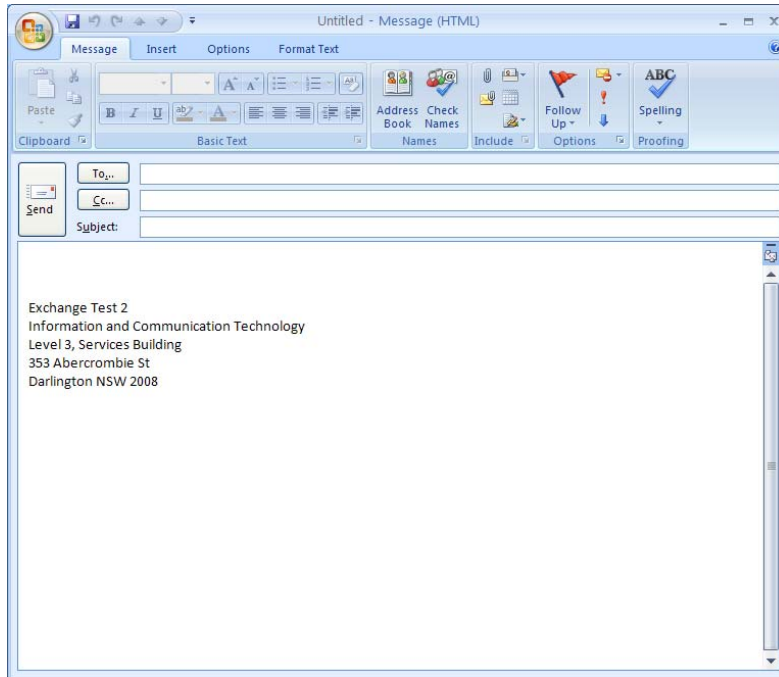 Untitled - Message (HTML)
Message Insert Options Format Text
Paste
Clipboard
B I U ab A
Basic Text
Address Book
Check Names
Names
Include
Follow Up
Options
ABC
Spelling
Proofing
Send
To...
Cc...
Subject:
Exchange Test 2
Information and Communication Technology
Level 3, Services Building
353 Abercrombie St
Darlington NSW 2008